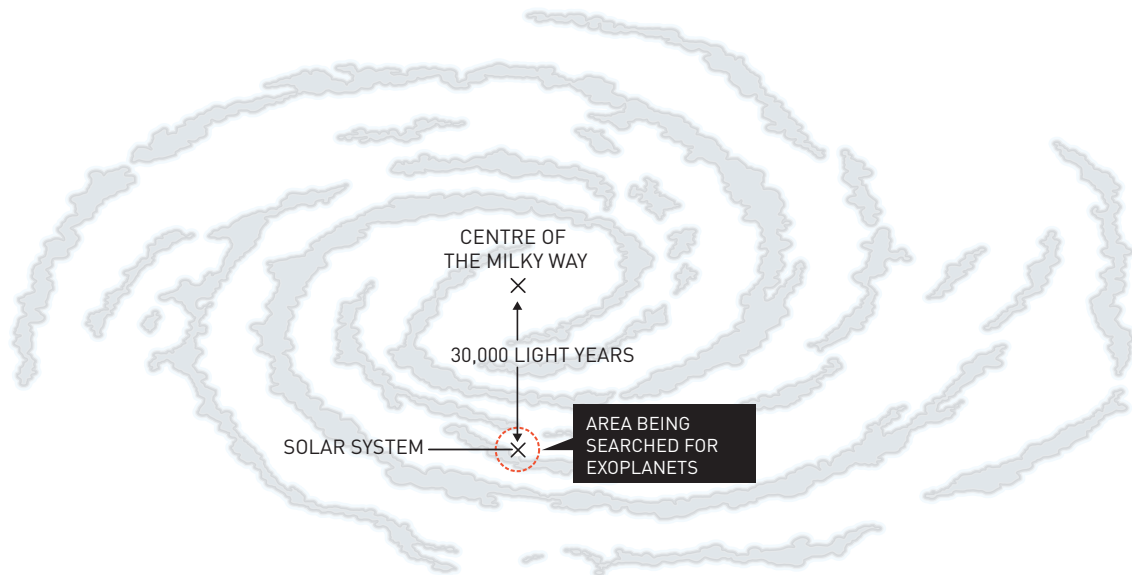 CENTRE OF
THE MILKY WAY
30,000 LIGHT YEARS
SOLAR SYSTEM
AREA BEING
SEARCHED FOR
EXOPLANETS